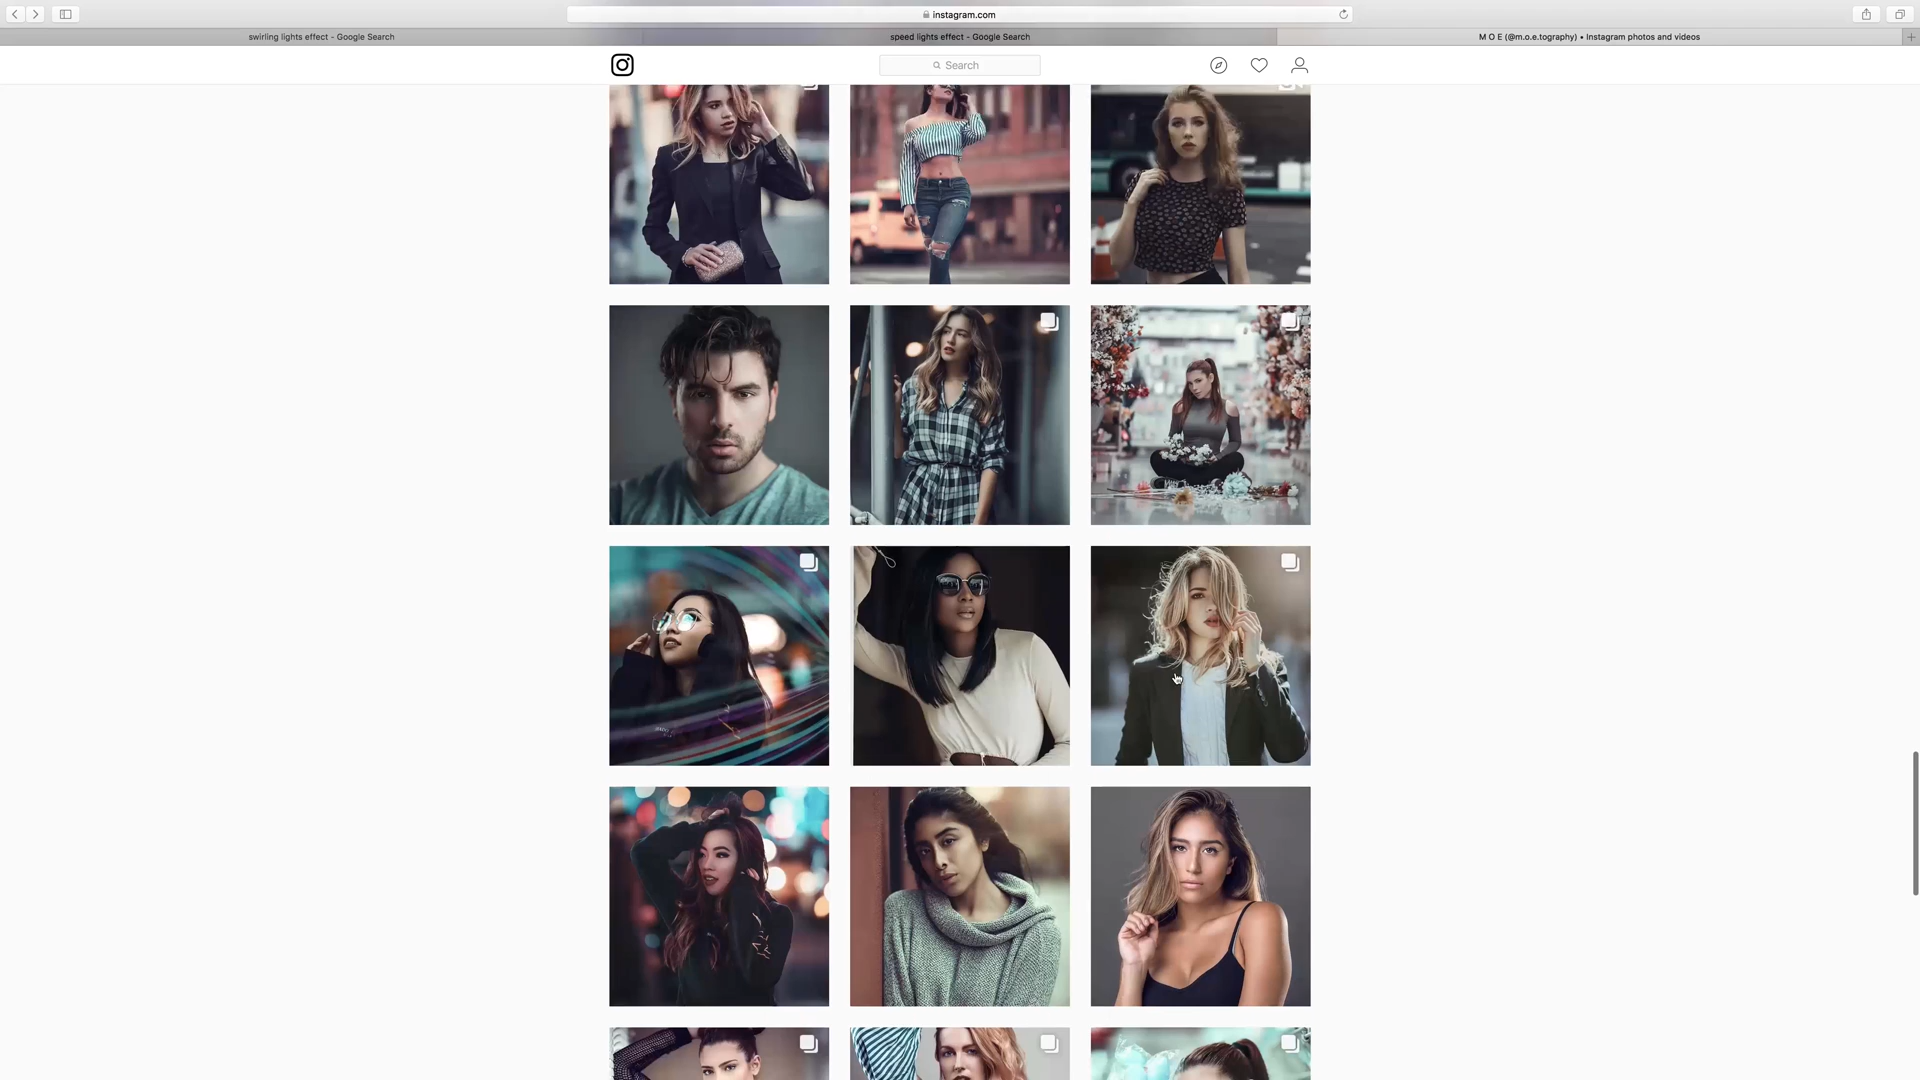 instagram.com
swirling lights effect - Google Search
speed lights effect - Google Search
M O E (@m.o.e.tography) • Instagram photos and videos
Search